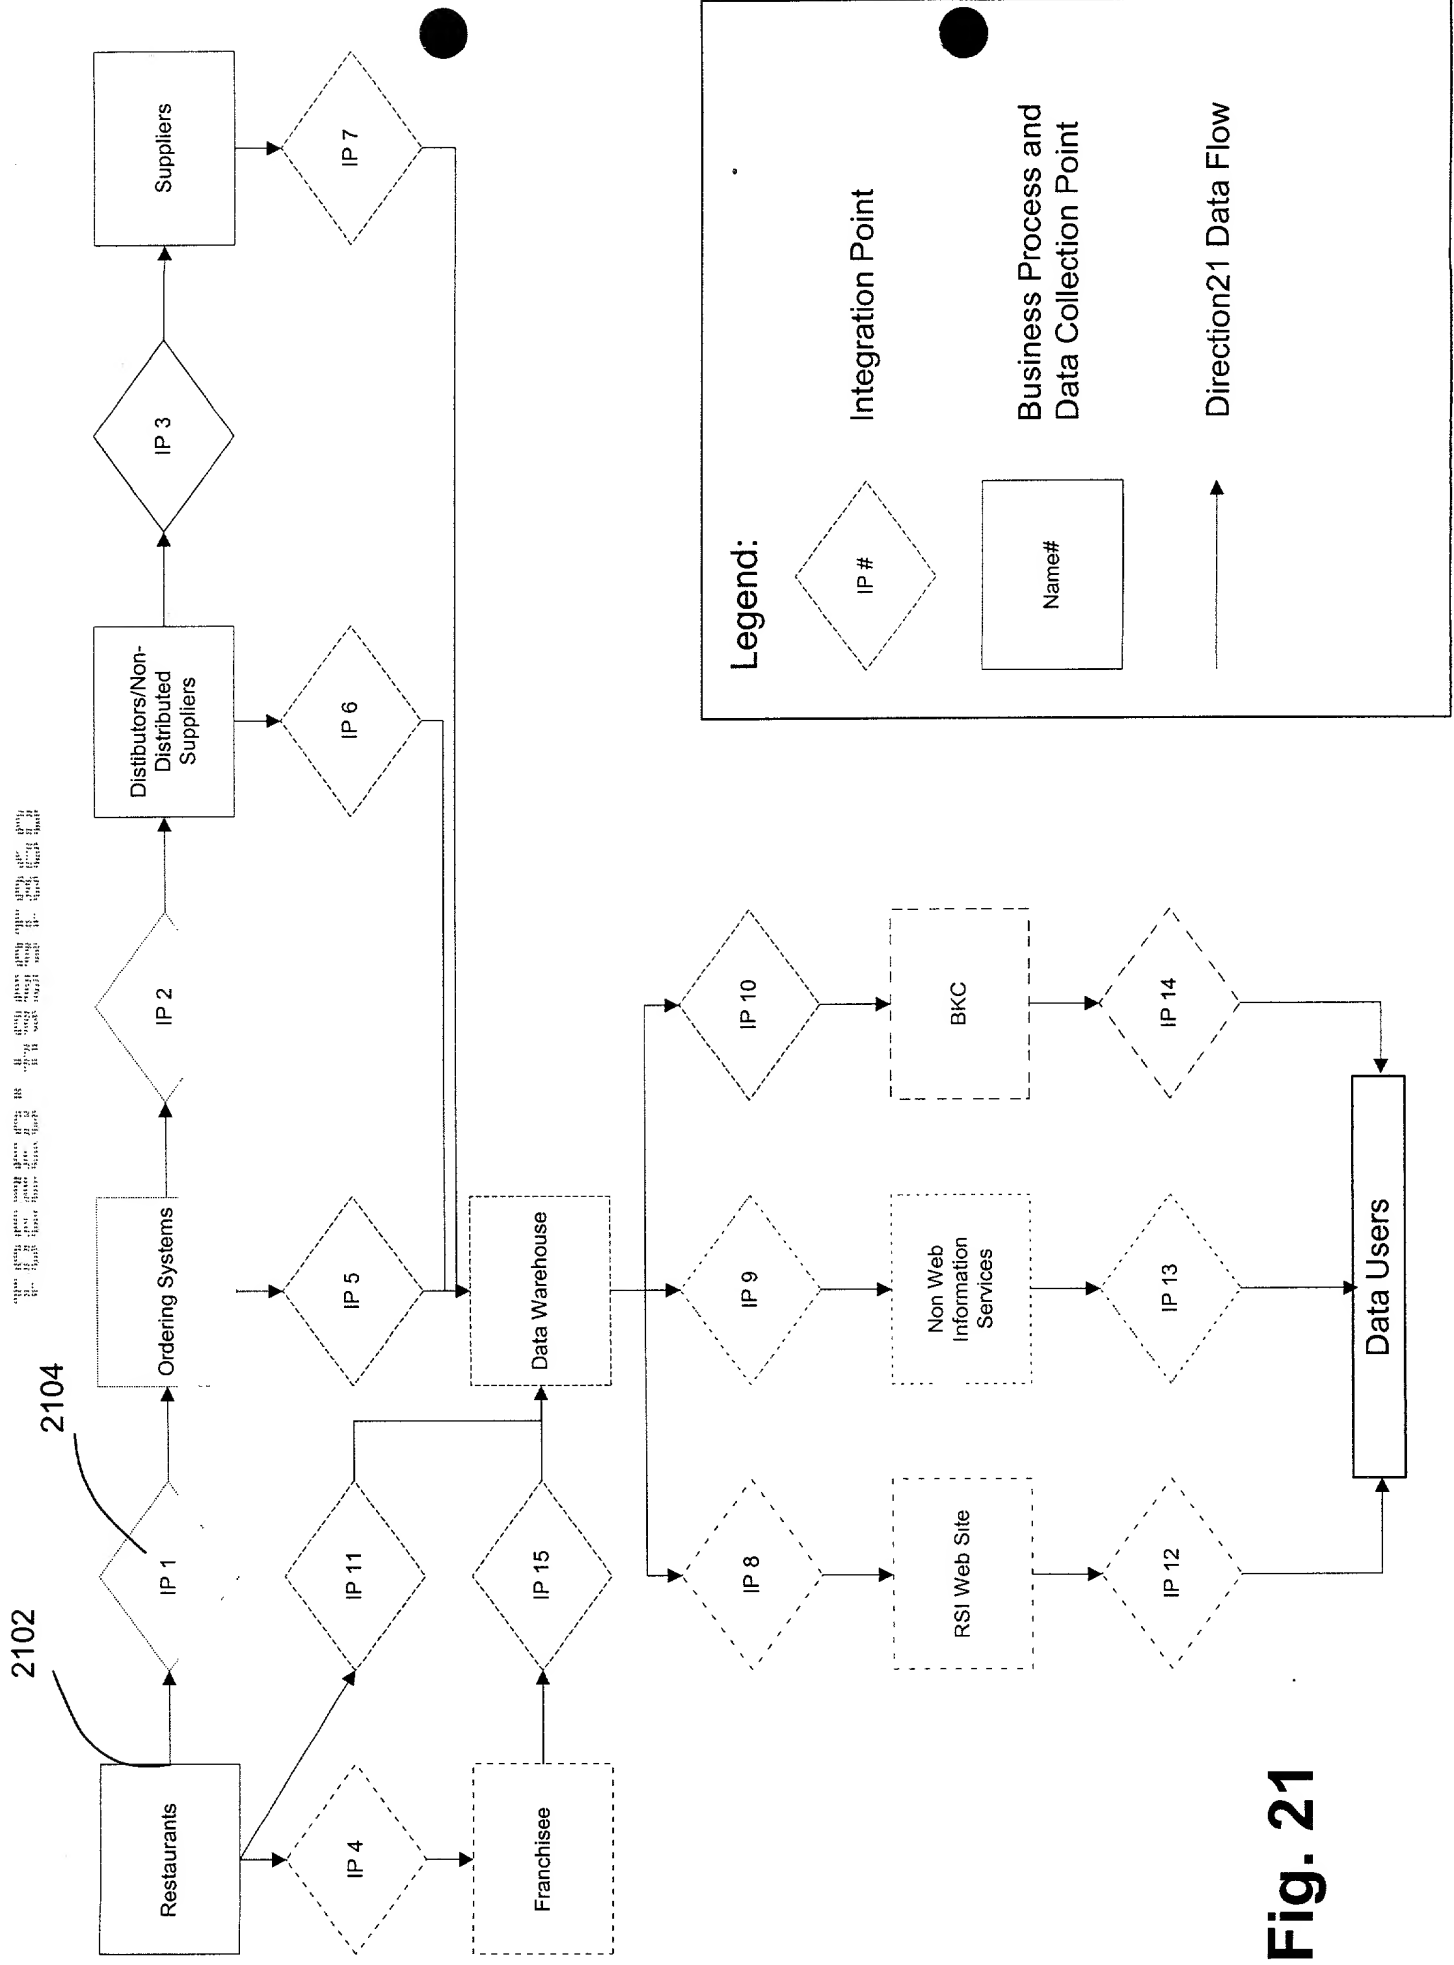 2102
2104
Restaurants
IP 1
Ordering Systems
IP 2
Distibutors/Non-
Distributed
Suppliers
IP 3
Suppliers
IP 4
IP 11
IP 5
IP 6
IP 7
Franchisee
IP 15
Data Warehouse
IP 8
IP 9
IP 10
RSI Web Site
Non Web
Information
Services
BKC
IP 12
IP 13
IP 14
Data Users
Legend:
IP #
Integration Point
Name#
Business Process and
Data Collection Point
Direction21 Data Flow
Fig. 21